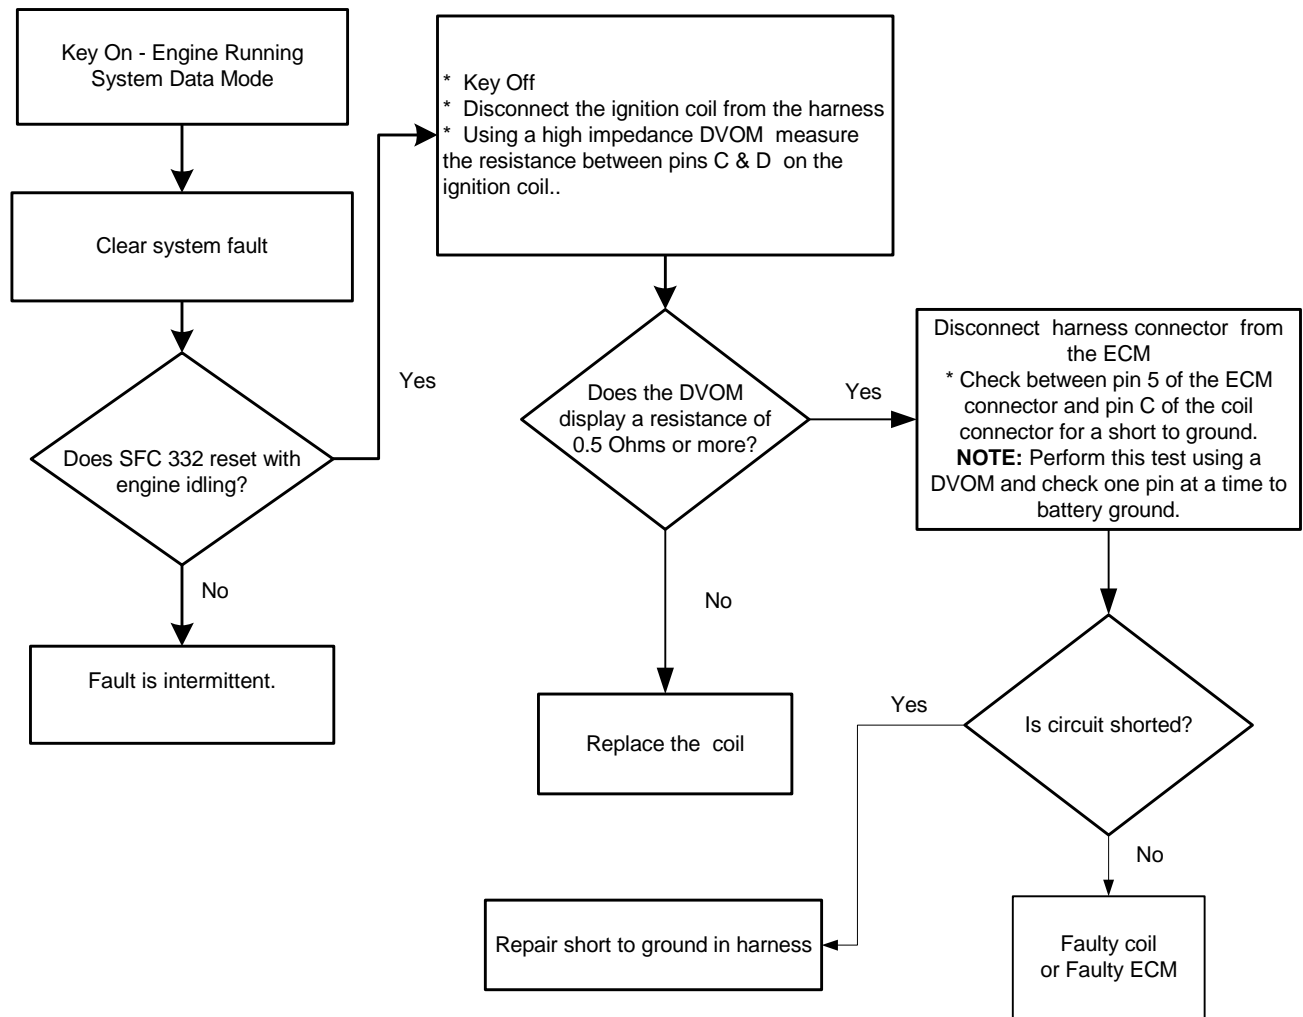 Key On - Engine Running
System Data Mode
Clear system fault
Does SFC 332 reset with
engine idling?
Yes
No
Fault is intermittent.
* Key Off
* Disconnect the ignition coil from the harness
* Using a high impedance DVOM measure
the resistance between pins C & D on the
ignition coil..
Does the DVOM
display a resistance of
0.5 Ohms or more?
Yes
No
Replace the coil
Disconnect harness connector from
the ECM
* Check between pin 5 of the ECM
connector and pin C of the coil
connector for a short to ground.
NOTE: Perform this test using a
DVOM and check one pin at a time to
battery ground.
Is circuit shorted?
Yes
No
Repair short to ground in harness
Faulty coil
or Faulty ECM